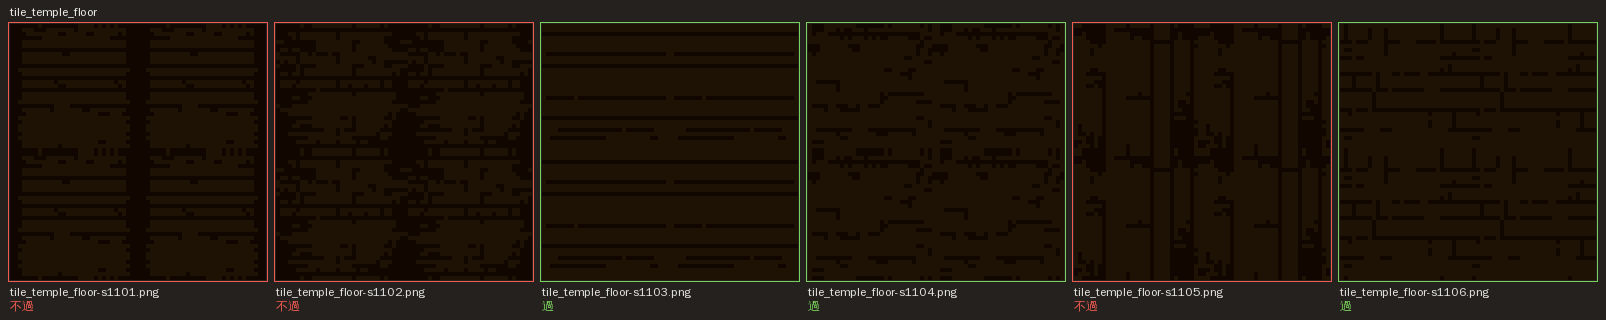 tile_temple_floor
tile_temple_floor-s1101.png
不過
tile_temple_floor-s1102.png
不過
tile_temple_floor-s1103.png
過
tile_temple_floor-s1104.png
過
tile_temple_floor-s1105.png
不過
tile_temple_floor-s1106.png
過